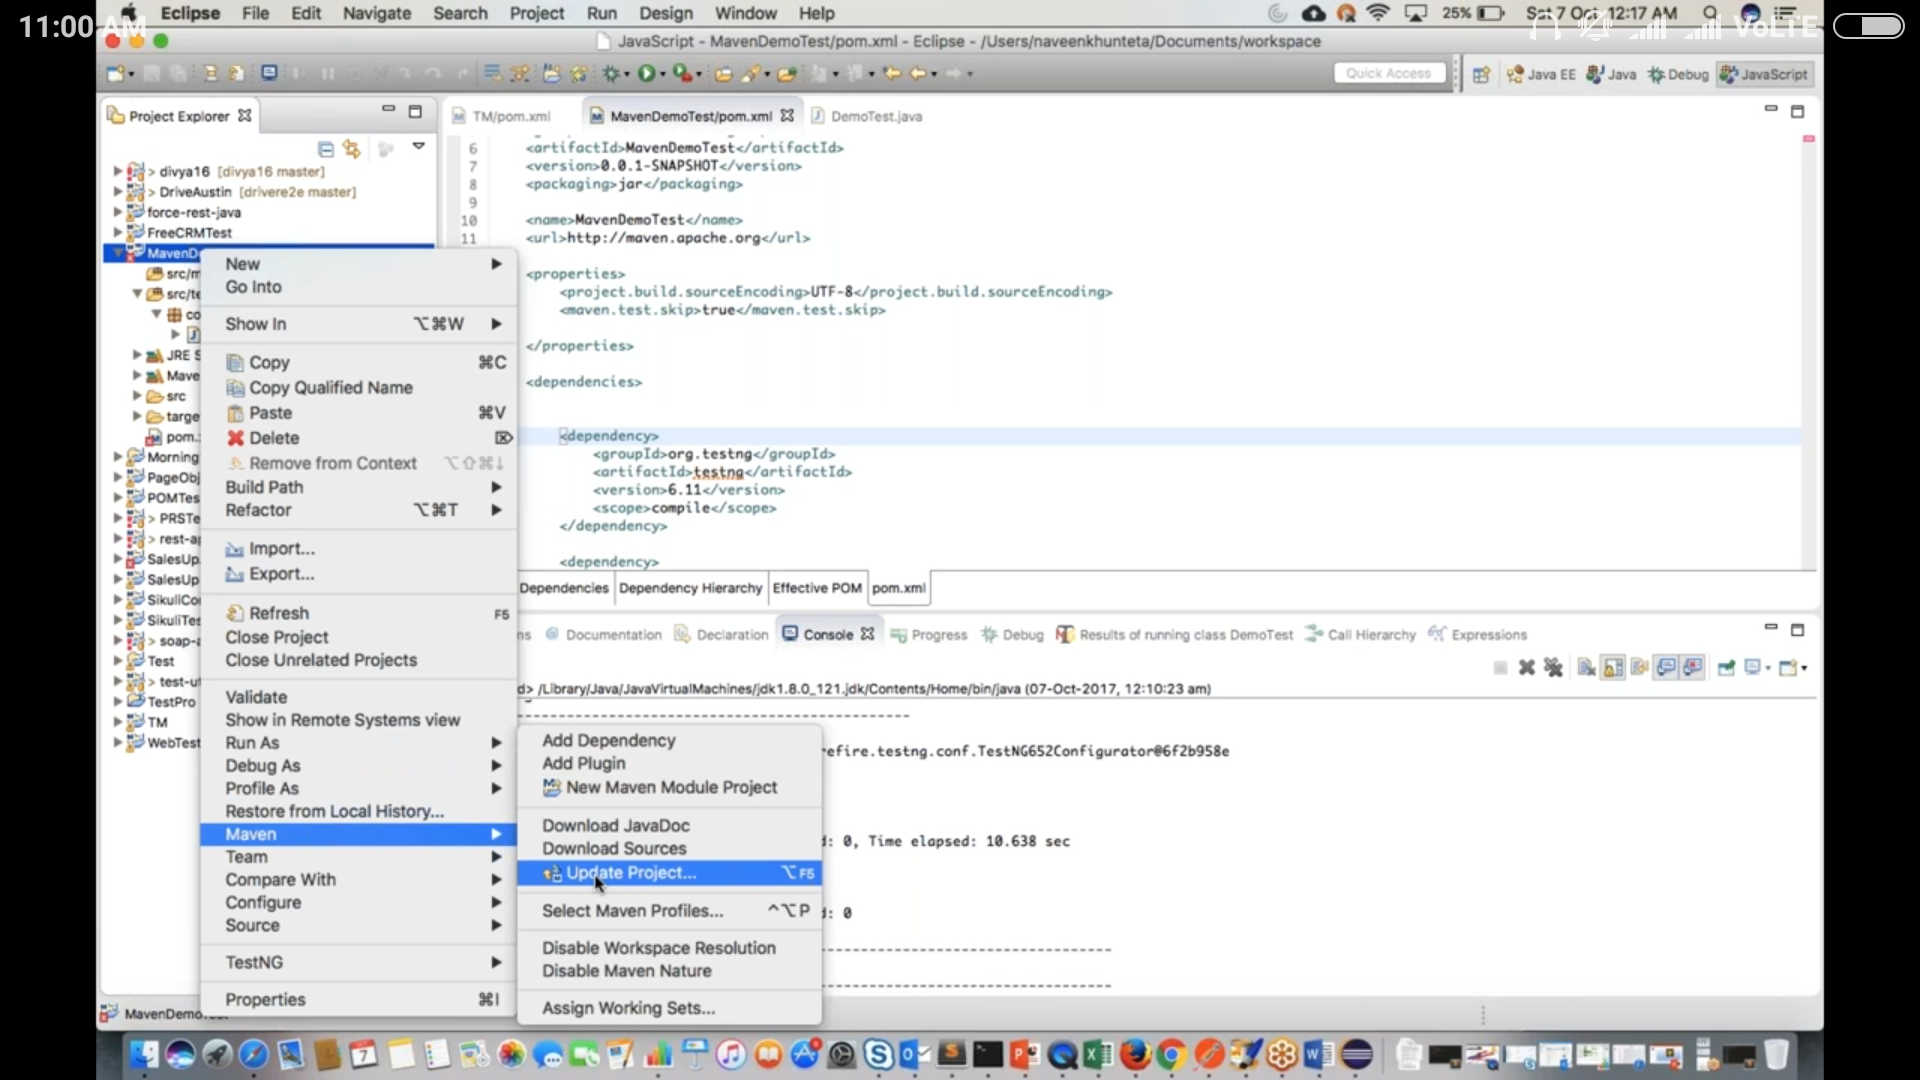 11:00 AM
VoLTE
Eclipse File Edit Navigate Search Project Run Design Window Help
25% Sat 7 Oct 12:17 AM
JavaScript - MavenDemoTest/pom.xml - Eclipse - /Users/naveenkhunteta/Documents/workspace
Quick Access
Java EE Java Debug JavaScript
Project Explorer
TM/pom.xml MavenDemoTest/pom.xml DemoTest.java
> divya16 [divya16 master]
> DriveAustin [drivere2e master]
force-rest-java
FreeCRMTest
MavenDe
src/m
src/te
co
JRE S
Mave
src
targe
pom.
Morning
PageObj
POMTes
> PRSTe
> rest-ap
SalesUp
SalesUp
SikuliCo
SikuliTes
> soap-a
Test
> test-ut
TestPro
TM
WebTest
MavenDemo
New
Go Into
Show In ⌥⌘W
Copy ⌘C
Copy Qualified Name
Paste ⌘V
Delete ⌦
Remove from Context ⌥⇧⌘↓
Build Path
Refactor ⌥⌘T
Import...
Export...
Refresh F5
Close Project
Close Unrelated Projects
Validate
Show in Remote Systems view
Run As
Debug As
Profile As
Restore from Local History...
Maven
Team
Compare With
Configure
Source
TestNG
Properties ⌘I
Add Dependency
Add Plugin
New Maven Module Project
Download JavaDoc
Download Sources
Update Project... ⌥F5
Select Maven Profiles... ^⌥P
Disable Workspace Resolution
Disable Maven Nature
Assign Working Sets...
6 <artifactId>MavenDemoTest</artifactId>
7 <version>0.0.1-SNAPSHOT</version>
8 <packaging>jar</packaging>
9
10 <name>MavenDemoTest</name>
11 <url>http://maven.apache.org</url>
<properties>
<project.build.sourceEncoding>UTF-8</project.build.sourceEncoding>
<maven.test.skip>true</maven.test.skip>
</properties>
<dependencies>
<dependency>
<groupId>org.testng</groupId>
<artifactId>testng</artifactId>
<version>6.11</version>
<scope>compile</scope>
</dependency>
<dependency>
Dependencies Dependency Hierarchy Effective POM pom.xml
ns Documentation Declaration Console Progress Debug Results of running class DemoTest Call Hierarchy Expressions
d> /Library/Java/JavaVirtualMachines/jdk1.8.0_121.jdk/Contents/Home/bin/java (07-Oct-2017, 12:10:23 am)
refire.testng.conf.TestNG652Configurator@6f2b958e
d: 0, Time elapsed: 10.638 sec
d: 0
7